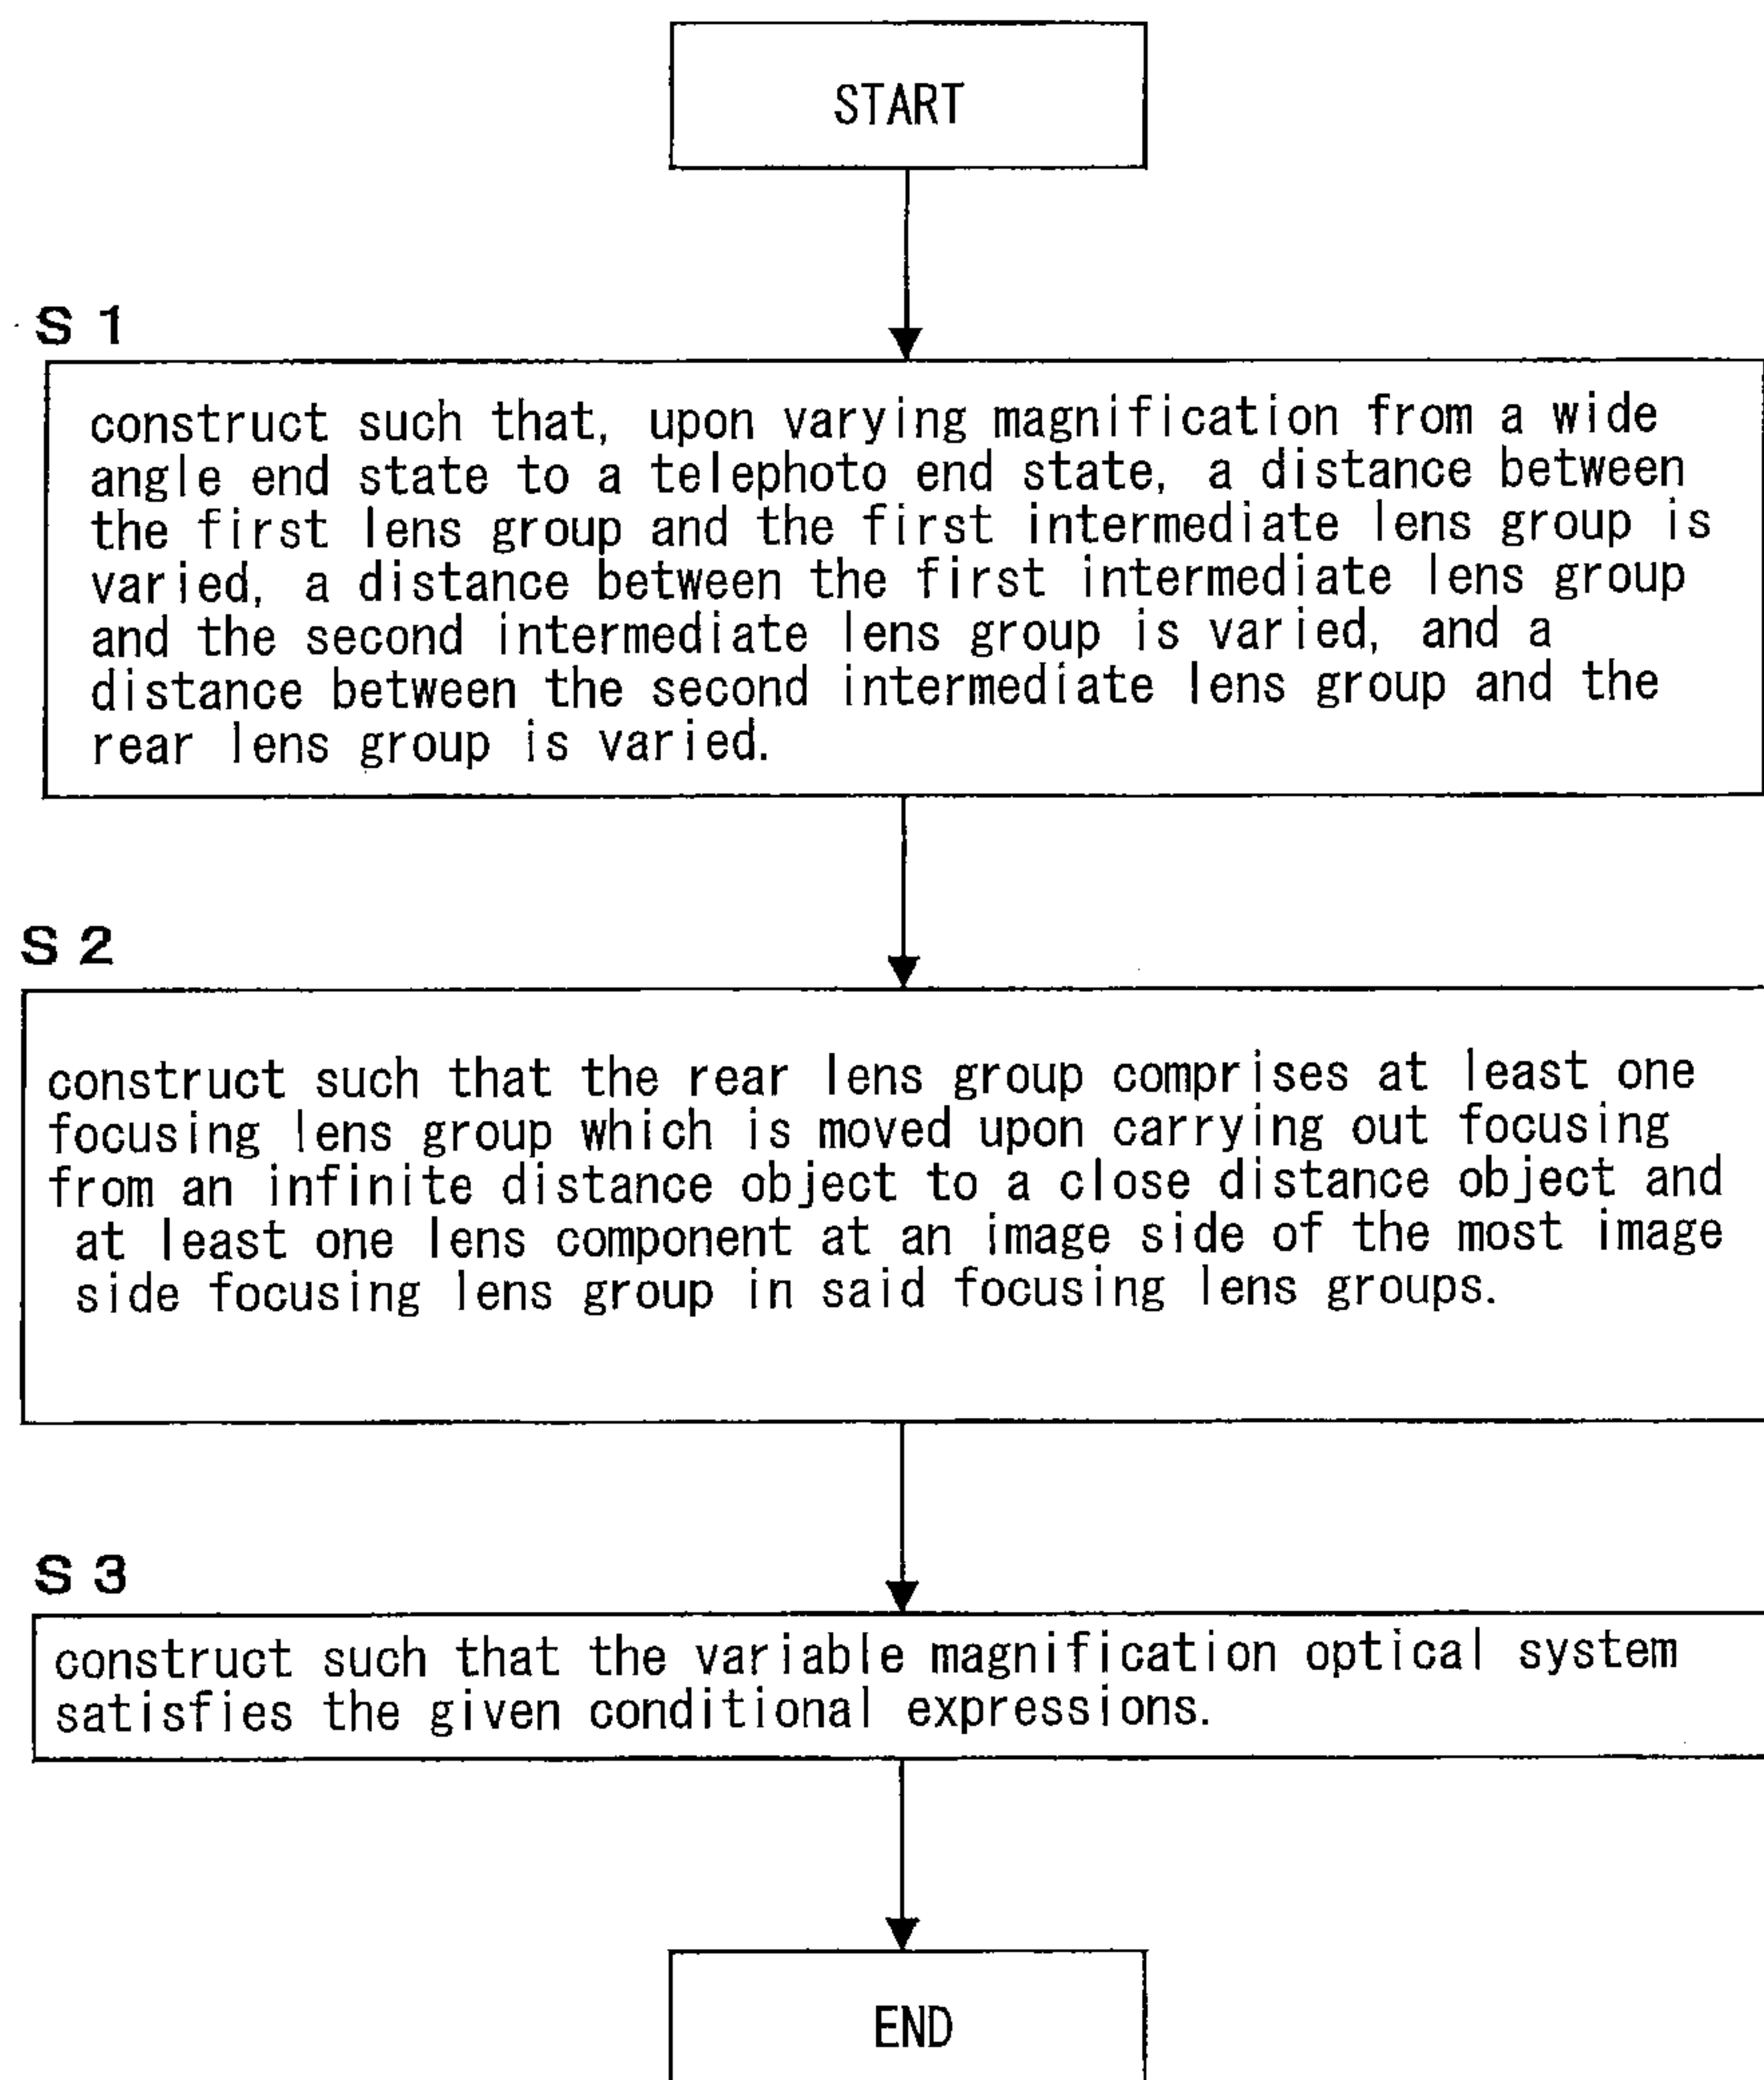 START
S 1
construct such that, upon varying magnification from a wide
angle end state to a telephoto end state, a distance between
the first lens group and the first intermediate lens group is
varied, a distance between the first intermediate lens group
and the second intermediate lens group is varied, and a
distance between the second intermediate lens group and the
rear lens group is varied.
S 2
construct such that the rear lens group comprises at least one
focusing lens group which is moved upon carrying out focusing
from an infinite distance object to a close distance object and
at least one lens component at an image side of the most image
side focusing lens group in said focusing lens groups.
S 3
construct such that the variable magnification optical system
satisfies the given conditional expressions.
END